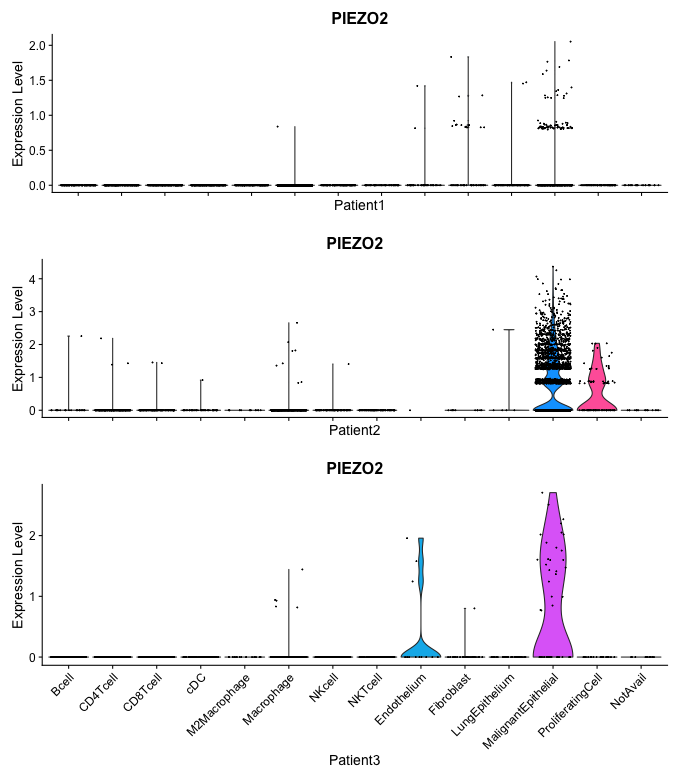 PIEZO2
2.0
1.5
1.0
0.5
0.0
Expression Level
Patient1
PIEZO2
4
3
2
1
0
Expression Level
Patient2
PIEZO2
2
1
0
Expression Level
Bcell
CD4Tcell
CD8Tcell
cDC
M2Macrophage
Macrophage
NKcell
NKTcell
Endothelium
Fibroblast
LungEpithelium
MalignantEpithelial
ProliferatingCell
NotAvail
Patient3